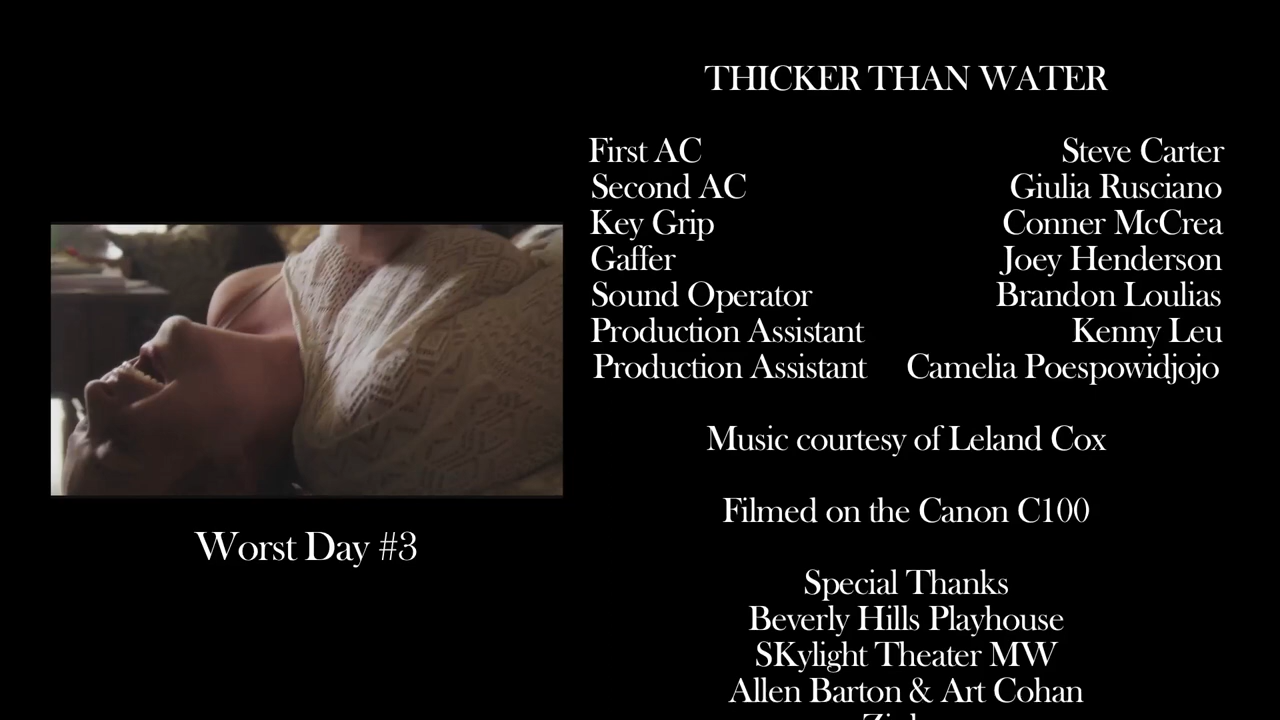 THICKER THAN WATER
First AC Steve Carter
Second AC Giulia Rusciano
Key Grip Conner McCrea
Gaffer Joey Henderson
Sound Operator Brandon Loulias
Production Assistant Kenny Leu
Production Assistant Camelia Poespowidjojo
Music courtesy of Leland Cox
Filmed on the Canon C100
Special Thanks
Beverly Hills Playhouse
SKylight Theater MW
Allen Barton & Art Cohan
Worst Day #3